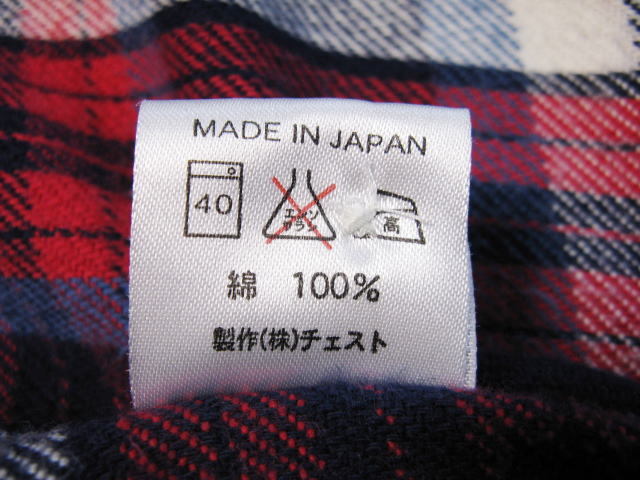 MADE IN JAPAN
40 エンソ サラシ 高
綿 100%
製作(株)チェスト